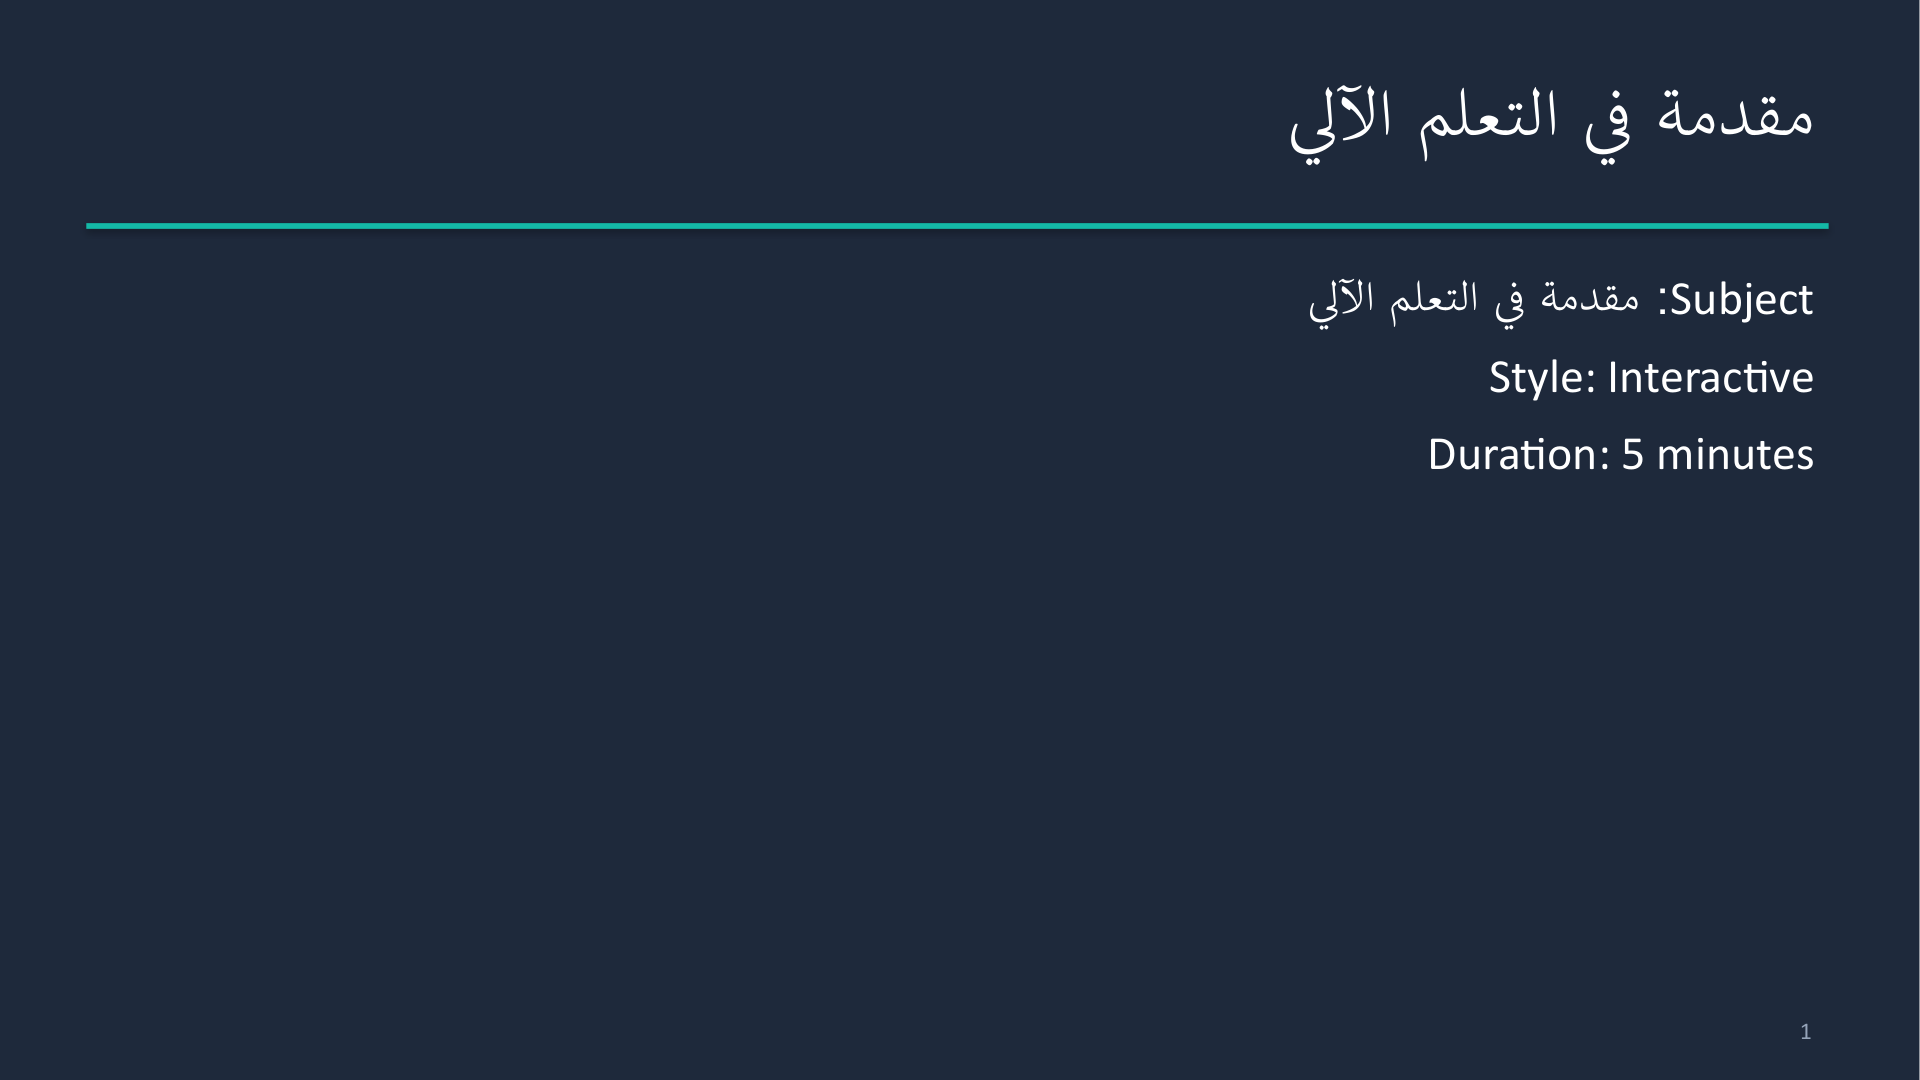 مقدمة في التعلم الآلي
Subject: مقدمة في التعلم الآلي
Style: Interactive
Duration: 5 minutes
1